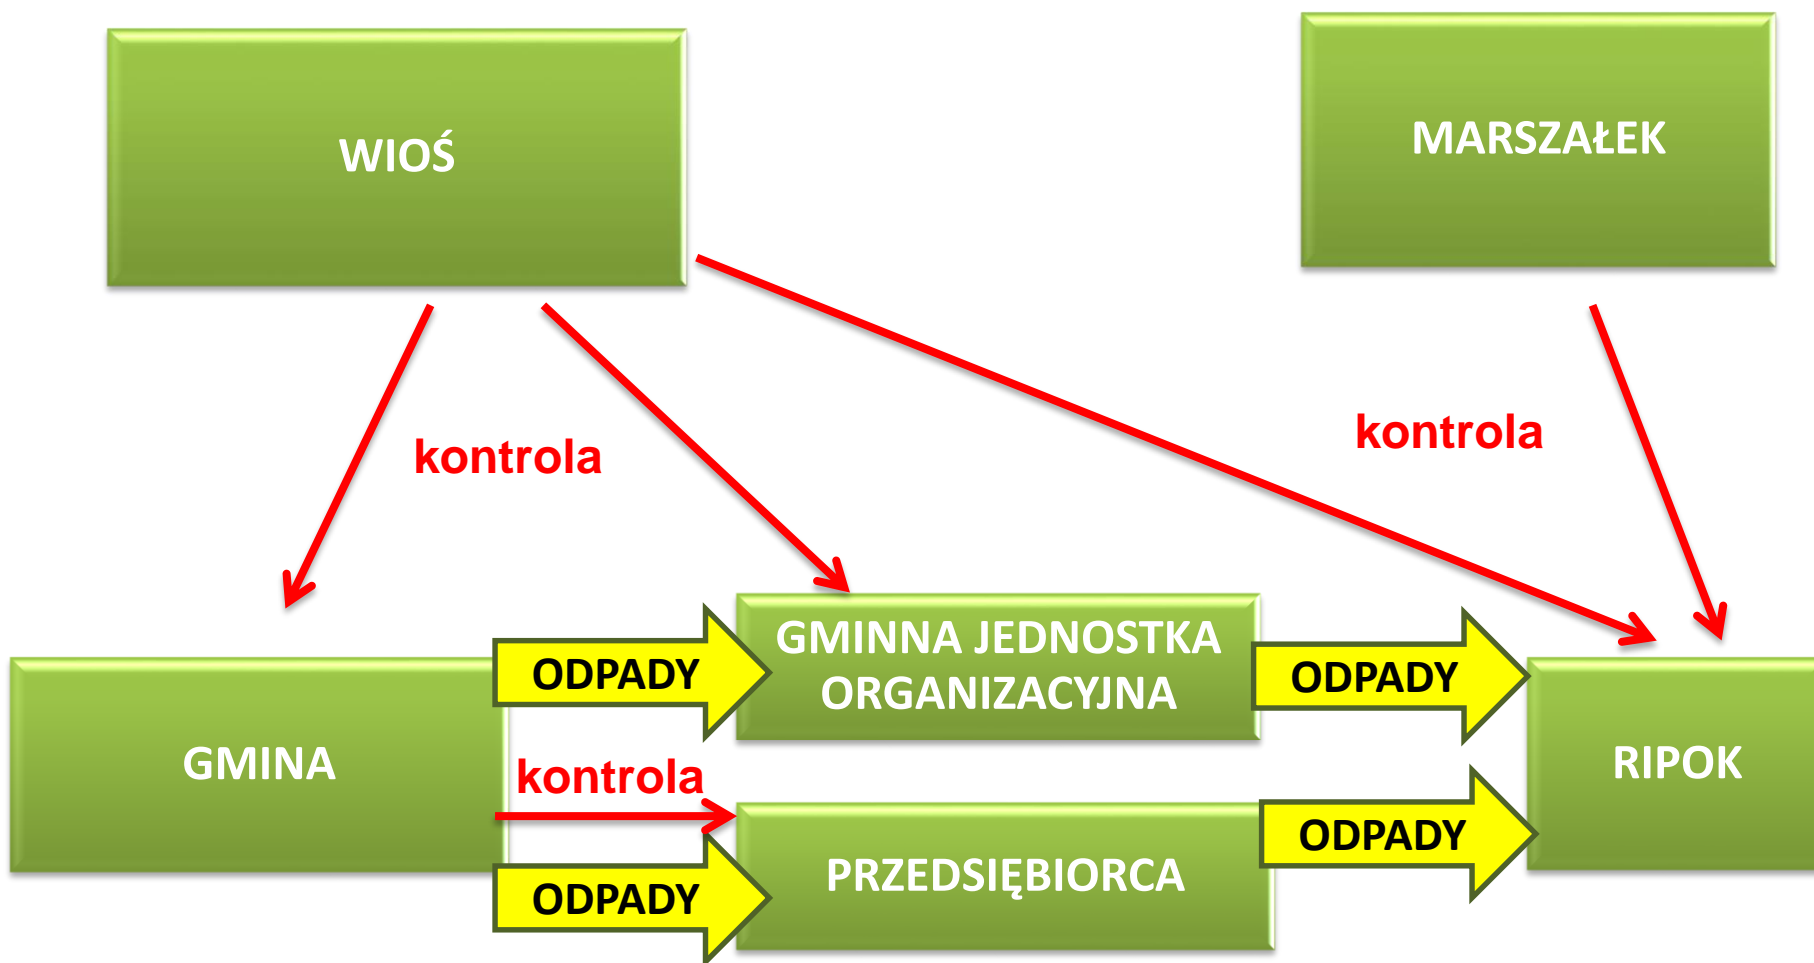 WIOŚ
MARSZAŁEK
kontrola
kontrola
GMINNA JEDNOSTKA
ORGANIZACYJNA
ODPADY
ODPADY
GMINA
RIPOK
kontrola
PRZEDSIĘBIORCA
ODPADY
ODPADY